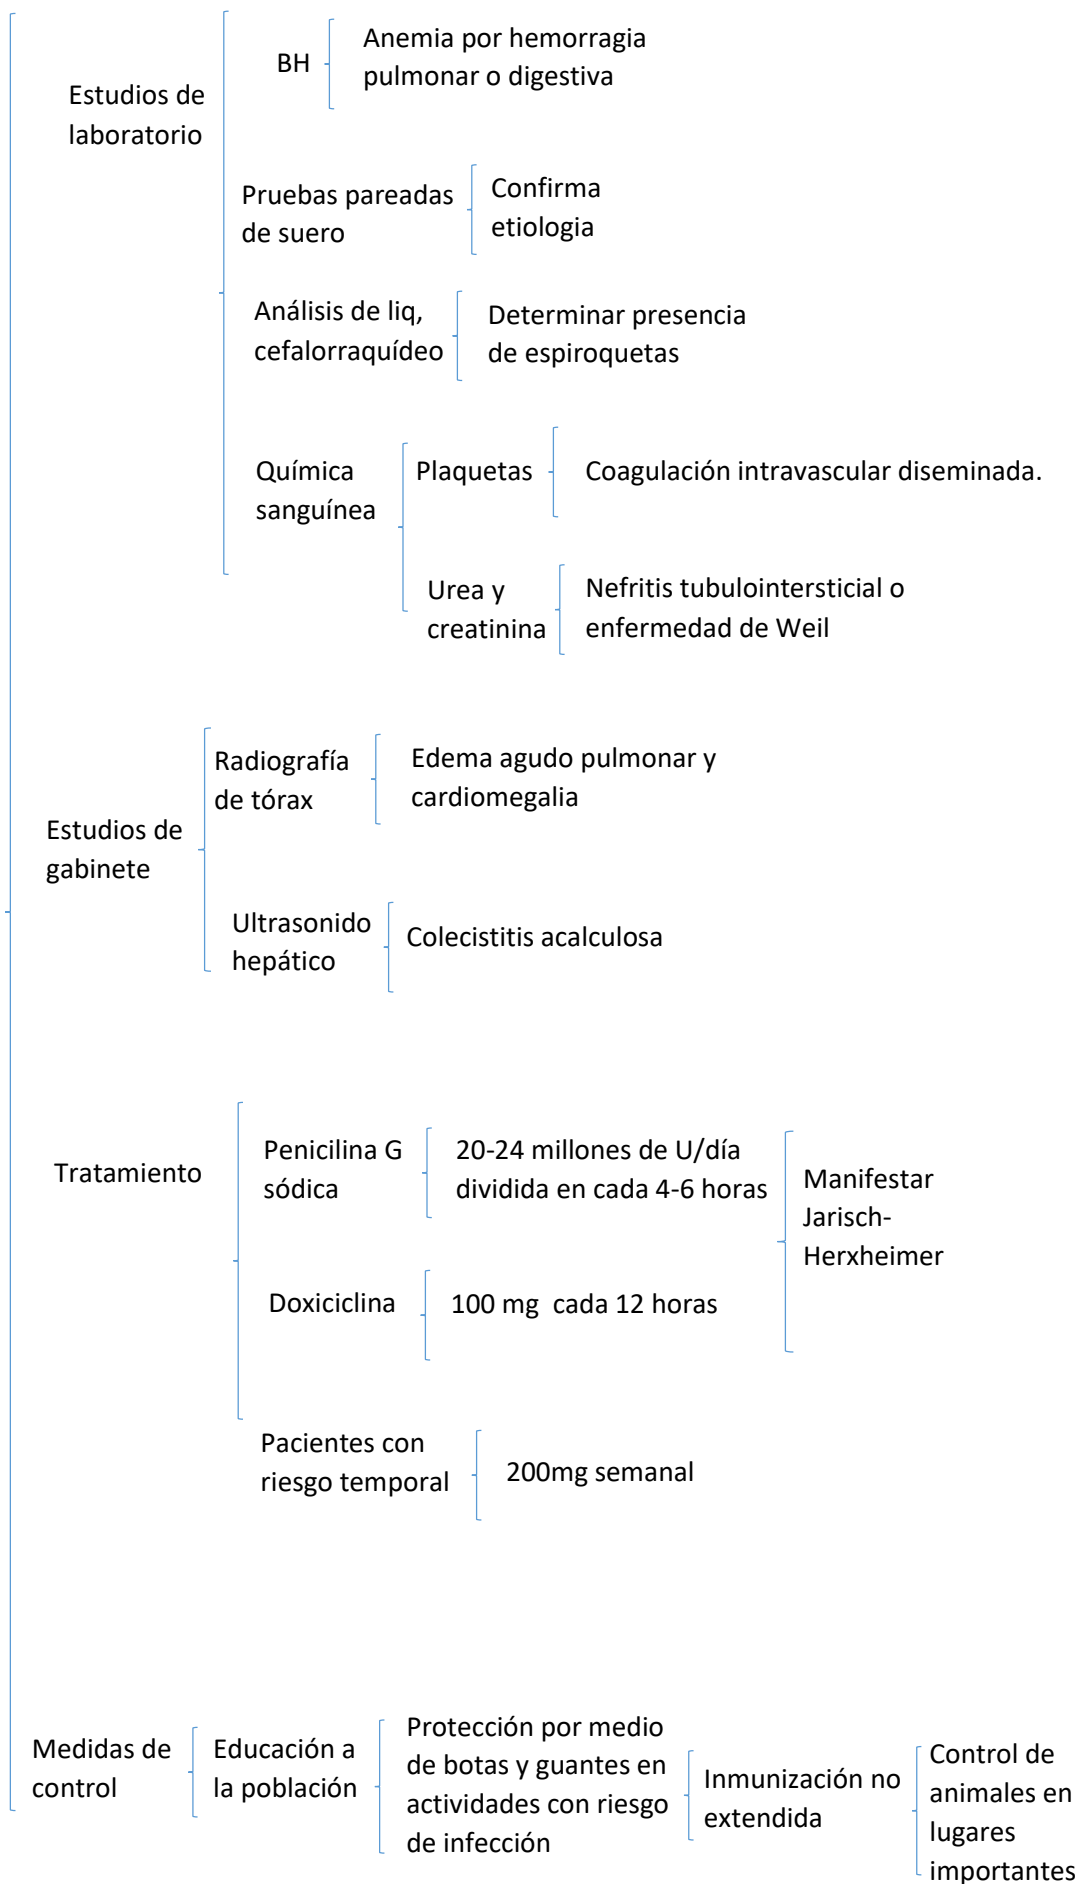 Estudios de
laboratorio
BH
Anemia por hemorragia
pulmonar o digestiva
Pruebas pareadas
de suero
Confirma
etiologia
Análisis de liq,
cefalorraquídeo
Determinar presencia
de espiroquetas
Química
sanguínea
Plaquetas
Coagulación intravascular diseminada.
Urea y
creatinina
Nefritis tubulointersticial o
enfermedad de Weil
Estudios de
gabinete
Radiografía
de tórax
Edema agudo pulmonar y
cardiomegalia
Ultrasonido
hepático
Colecistitis acalculosa
Tratamiento
Penicilina G
sódica
20-24 millones de U/día
dividida en cada 4-6 horas
Doxiciclina
100 mg  cada 12 horas
Manifestar
Jarisch-
Herxheimer
Pacientes con
riesgo temporal
200mg semanal
Medidas de
control
Educación a
la población
Protección por medio
de botas y guantes en
actividades con riesgo
de infección
Inmunización no
extendida
Control de
animales en
lugares
importantes